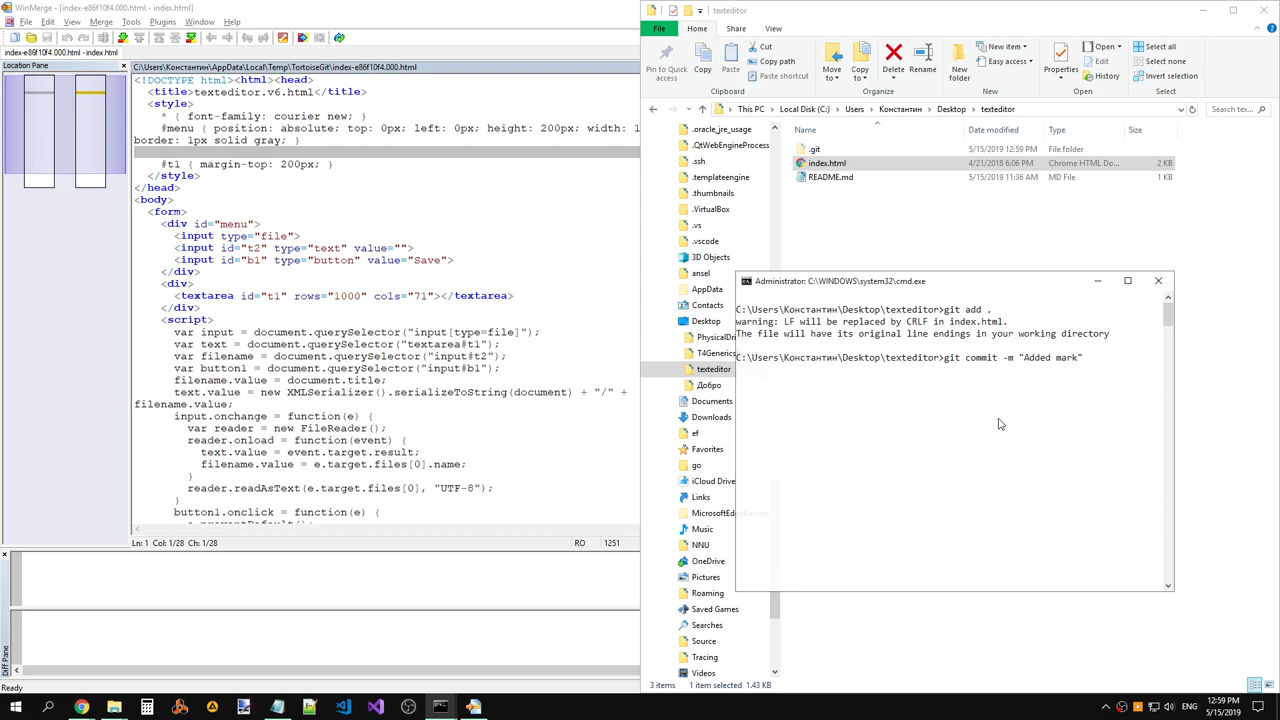 WinMerge - [index-e86f10f4.000.html - index.html]
File Edit View Merge Tools Plugins Window Help
index-e86f10f4.000.html - index.html
Location Pane
C:\Users\Константин\AppData\Local\Temp\TortoiseGit\index-e86f10f4.000.html
<!DOCTYPE html><html><head>
<title>texteditor.v6.html</title>
<style>
* { font-family: courier new; }
#menu { position: absolute; top: 0px; left: 0px; height: 200px; width: 1
border: 1px solid gray; }
#t1 { margin-top: 200px; }
</style>
</head>
<body>
<form>
<div id="menu">
<input type="file">
<input id="t2" type="text" value="">
<input id="b1" type="button" value="Save">
</div>
<div>
<textarea id="t1" rows="1000" cols="71"></textarea>
</div>
<script>
var input = document.querySelector("input[type=file]");
var text = document.querySelector("textarea#t1");
var filename = document.querySelector("input#t2");
var button1 = document.querySelector("input#b1");
filename.value = document.title;
text.value = new XMLSerializer().serializeToString(document) + "/" +
filename.value;
input.onchange = function(e) {
var reader = new FileReader();
reader.onload = function(event) {
text.value = event.target.result;
filename.value = e.target.files[0].name;
}
reader.readAsText(e.target.files[0], "UTF-8");
}
button1.onclick = function(e) {
Ln: 1 Col: 1/28 Ch: 1/28
RO
1251
Diff Pane
Ready
texteditor
File Home Share View
Pin to Quick access
Copy
Paste
Cut
Copy path
Paste shortcut
Clipboard
Move to
Copy to
Delete
Rename
Organize
New folder
New item
Easy access
New
Properties
Open
Edit
History
Open
Select all
Select none
Invert selection
Select
This PC > Local Disk (C:) > Users > Константин > Desktop > texteditor
Search tex...
.oracle_jre_usage
.QtWebEngineProcess
.ssh
.templateengine
.thumbnails
.VirtualBox
.vs
.vscode
3D Objects
ansel
AppData
Contacts
Desktop
PhysicalD
T4Generics
texteditor
Добро
Documents
Downloads
ef
Favorites
go
iCloud Drive
Links
MicrosoftEdgeBackup
Music
NNU
OneDrive
Pictures
Roaming
Saved Games
Searches
Source
Tracing
Videos
Name Date modified Type Size
.git 5/15/2019 12:59 PM File folder
index.html 4/21/2018 6:06 PM Chrome HTML Do... 2 KB
README.md 5/15/2019 11:36 AM MD File 1 KB
Administrator: C:\WINDOWS\system32\cmd.exe
C:\Users\Константин\Desktop\texteditor>git add .
warning: LF will be replaced by CRLF in index.html.
The file will have its original line endings in your working directory
C:\Users\Константин\Desktop\texteditor>git commit -m "Added mark"
3 items 1 item selected 1.43 KB
ENG
12:59 PM
5/15/2019